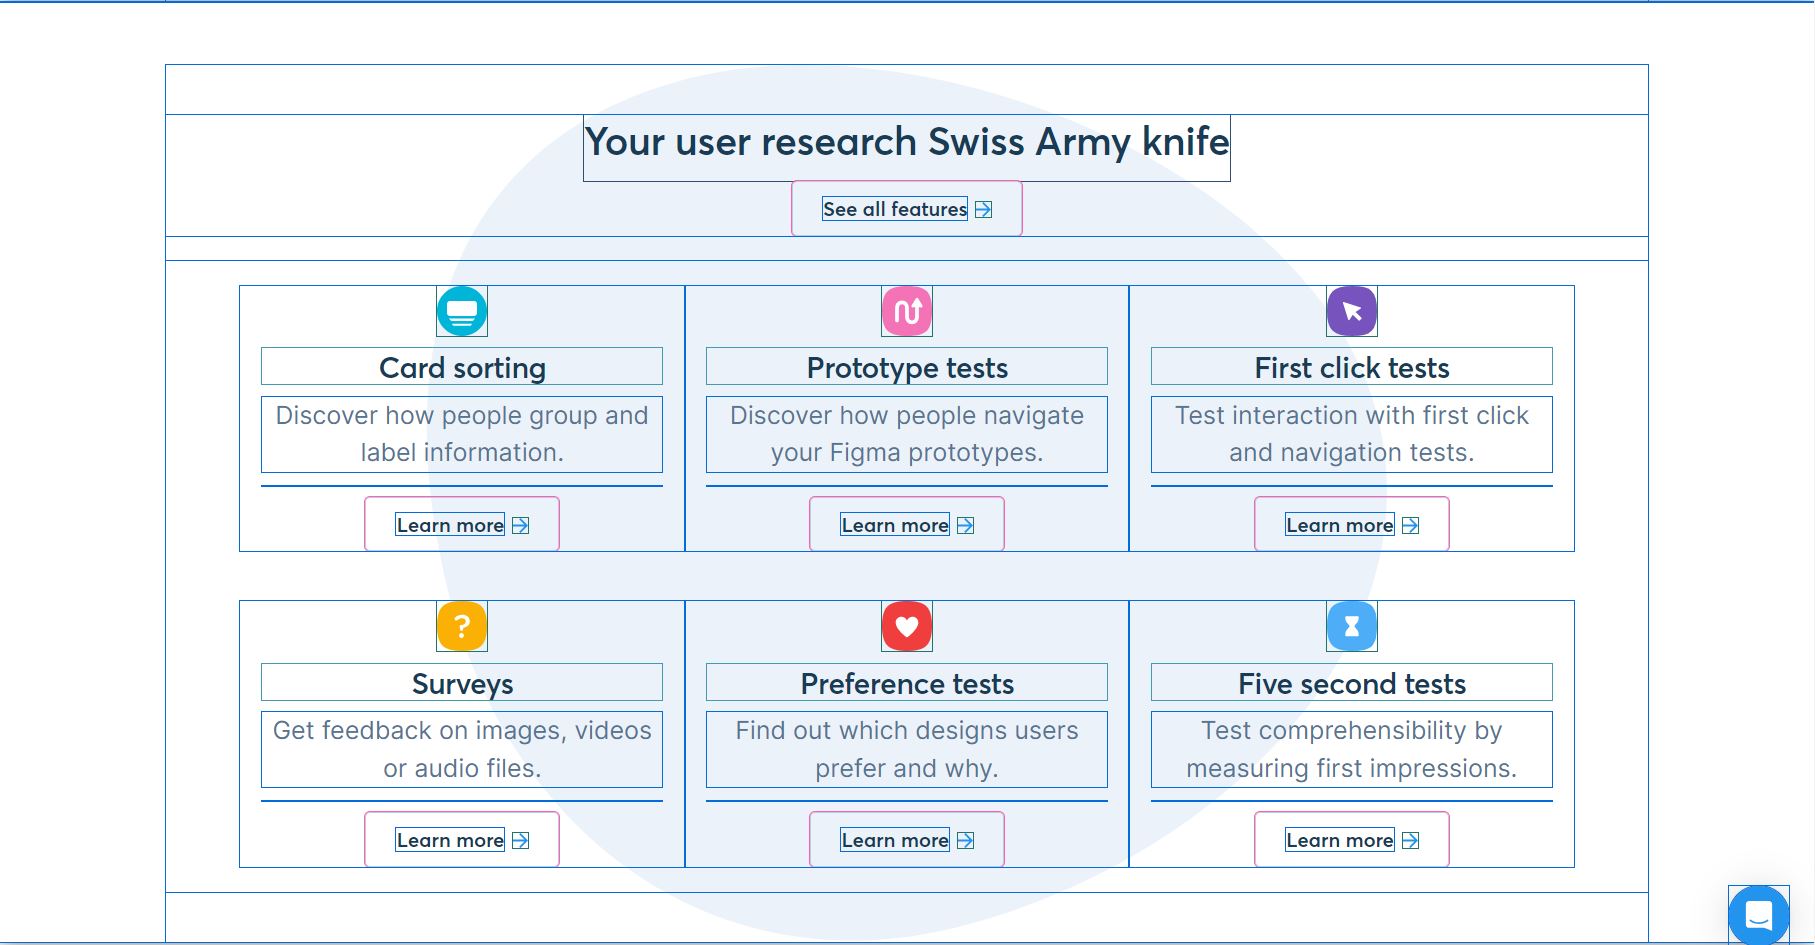 Your user research Swiss Army knife
See all features
Card sorting
Discover how people group and
label information.
Learn more
Prototype tests
Discover how people navigate
your Figma prototypes.
Learn more
First click tests
Test interaction with first click
and navigation tests.
Learn more
?
Surveys
Get feedback on images, videos
or audio files.
Learn more
Preference tests
Find out which designs users
prefer and why.
Learn more
Five second tests
Test comprehensibility by
measuring first impressions.
Learn more